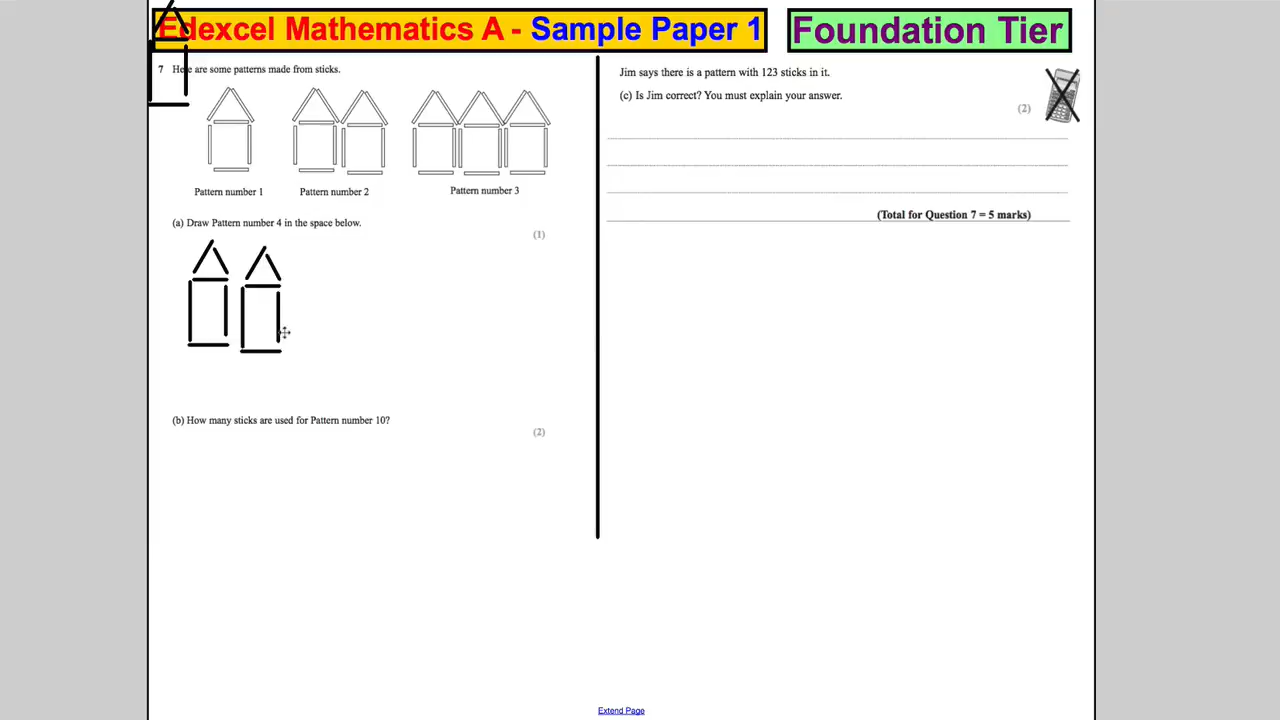 Edexcel Mathematics A - Sample Paper 1
Foundation Tier
7 Here are some patterns made from sticks.
Pattern number 1 Pattern number 2 Pattern number 3
(a) Draw Pattern number 4 in the space below.
(1)
(b) How many sticks are used for Pattern number 10?
(2)
Jim says there is a pattern with 123 sticks in it.
(c) Is Jim correct? You must explain your answer.
(2)
(Total for Question 7 = 5 marks)
Extend Page